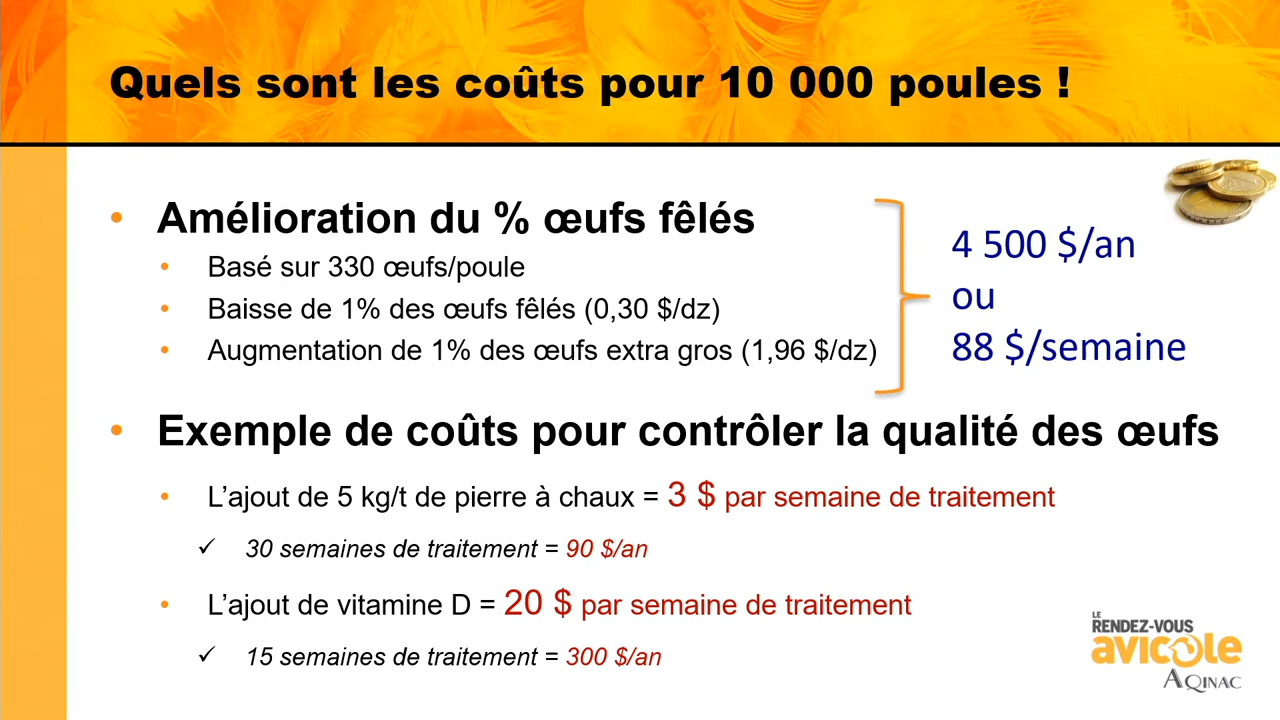 Quels sont les coûts pour 10 000 poules !
• Amélioration du % œufs fêlés
• Basé sur 330 œufs/poule
• Baisse de 1% des œufs fêlés (0,30 $/dz)
• Augmentation de 1% des œufs extra gros (1,96 $/dz)
4 500 $/an
ou
88 $/semaine
• Exemple de coûts pour contrôler la qualité des œufs
• L’ajout de 5 kg/t de pierre à chaux = 3 $ par semaine de traitement
✓ 30 semaines de traitement = 90 $/an
• L’ajout de vitamine D = 20 $ par semaine de traitement
✓ 15 semaines de traitement = 300 $/an
LE
RENDEZ-VOUS
avicole
AQINAC